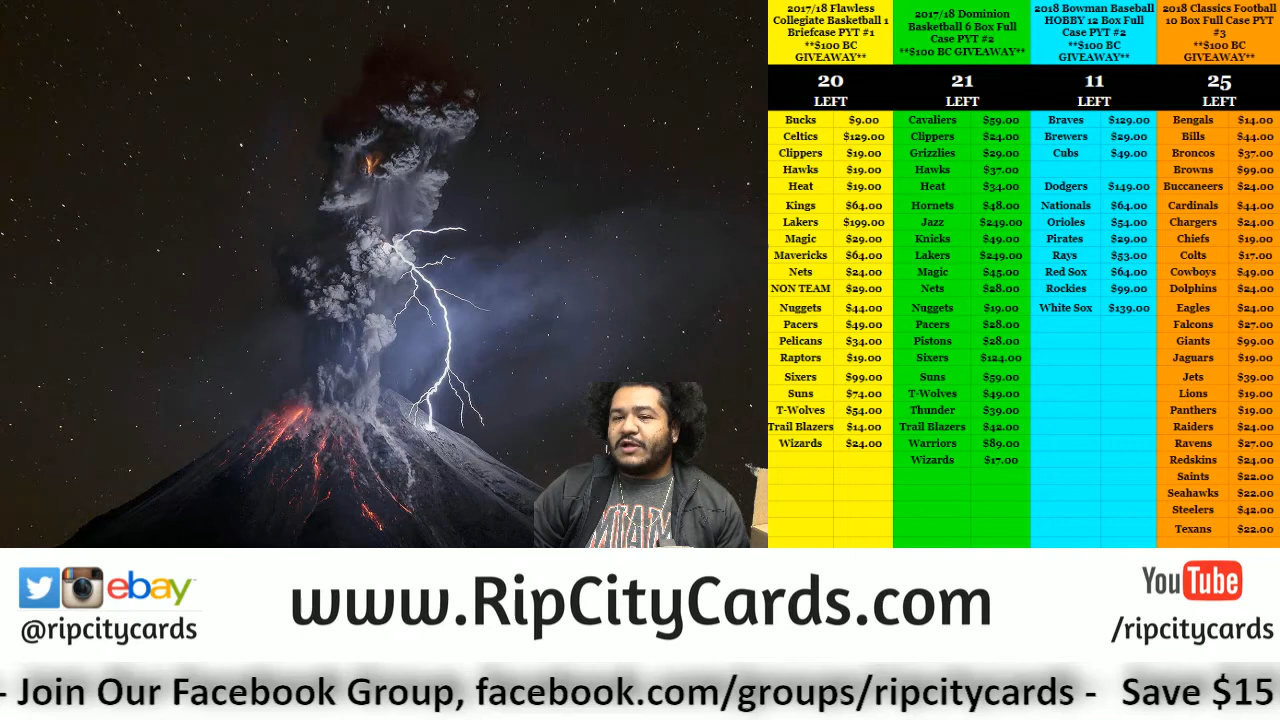 2017/18 Flawless
Collegiate Basketball 1
Briefcase PYT #1
**$100 BC
GIVEAWAY**
20
LEFT
Bucks $9.00
Celtics $129.00
Clippers $19.00
Hawks $19.00
Heat $19.00
Kings $64.00
Lakers $199.00
Magic $29.00
Mavericks $64.00
Nets $24.00
NON TEAM $29.00
Nuggets $44.00
Pacers $49.00
Pelicans $34.00
Raptors $19.00
Sixers $99.00
Suns $74.00
T-Wolves $54.00
Trail Blazers $14.00
Wizards $24.00
2017/18 Dominion
Basketball 6 Box Full
Case PYT #2
**$100 BC GIVEAWAY**
21
LEFT
Cavaliers $59.00
Clippers $24.00
Grizzlies $29.00
Hawks $37.00
Heat $34.00
Hornets $48.00
Jazz $249.00
Knicks $49.00
Lakers $249.00
Magic $45.00
Nets $28.00
Nuggets $19.00
Pacers $28.00
Pistons $28.00
Sixers $124.00
Suns $59.00
T-Wolves $49.00
Thunder $39.00
Trail Blazers $42.00
Warriors $89.00
Wizards $17.00
2018 Bowman Baseball
HOBBY 12 Box Full
Case PYT #2
**$100 BC
GIVEAWAY**
11
LEFT
Braves $129.00
Brewers $29.00
Cubs $49.00
Dodgers $149.00
Nationals $64.00
Orioles $54.00
Pirates $29.00
Rays $53.00
Red Sox $64.00
Rockies $99.00
White Sox $139.00
2018 Classics Football
10 Box Full Case PYT
#3
**$100 BC
GIVEAWAY**
25
LEFT
Bengals $14.00
Bills $44.00
Broncos $37.00
Browns $99.00
Buccaneers $24.00
Cardinals $44.00
Chargers $24.00
Chiefs $19.00
Colts $17.00
Cowboys $49.00
Dolphins $24.00
Eagles $24.00
Falcons $27.00
Giants $99.00
Jaguars $19.00
Jets $39.00
Lions $19.00
Panthers $19.00
Raiders $24.00
Ravens $27.00
Redskins $24.00
Saints $22.00
Seahawks $22.00
Steelers $42.00
Texans $22.00
ebay
@ripcitycards
www.RipCityCards.com
YouTube
/ripcitycards
- Join Our Facebook Group, facebook.com/groups/ripcitycards - Save $15